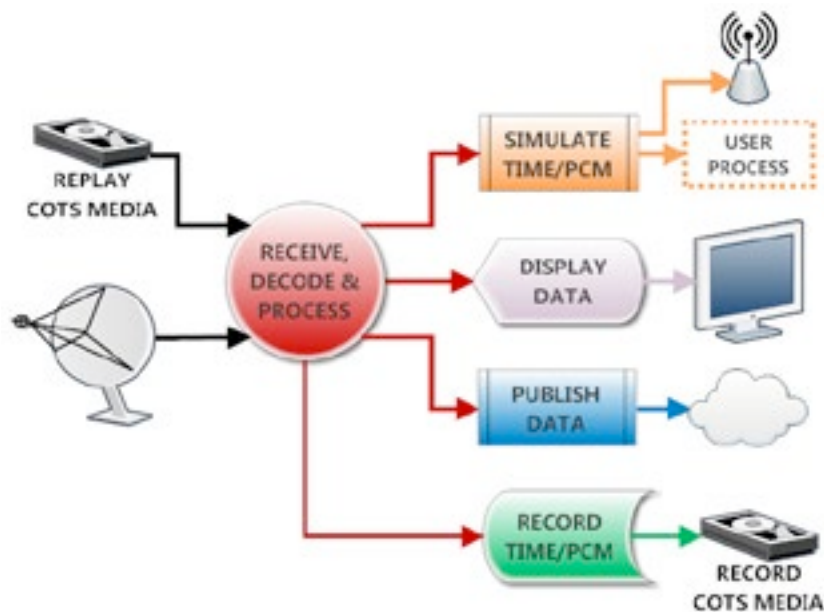 REPLAY
COTS MEDIA
RECEIVE,
DECODE &
PROCESS
SIMULATE
TIME/PCM
USER
PROCESS
DISPLAY
DATA
PUBLISH
DATA
RECORD
TIME/PCM
RECORD
COTS MEDIA